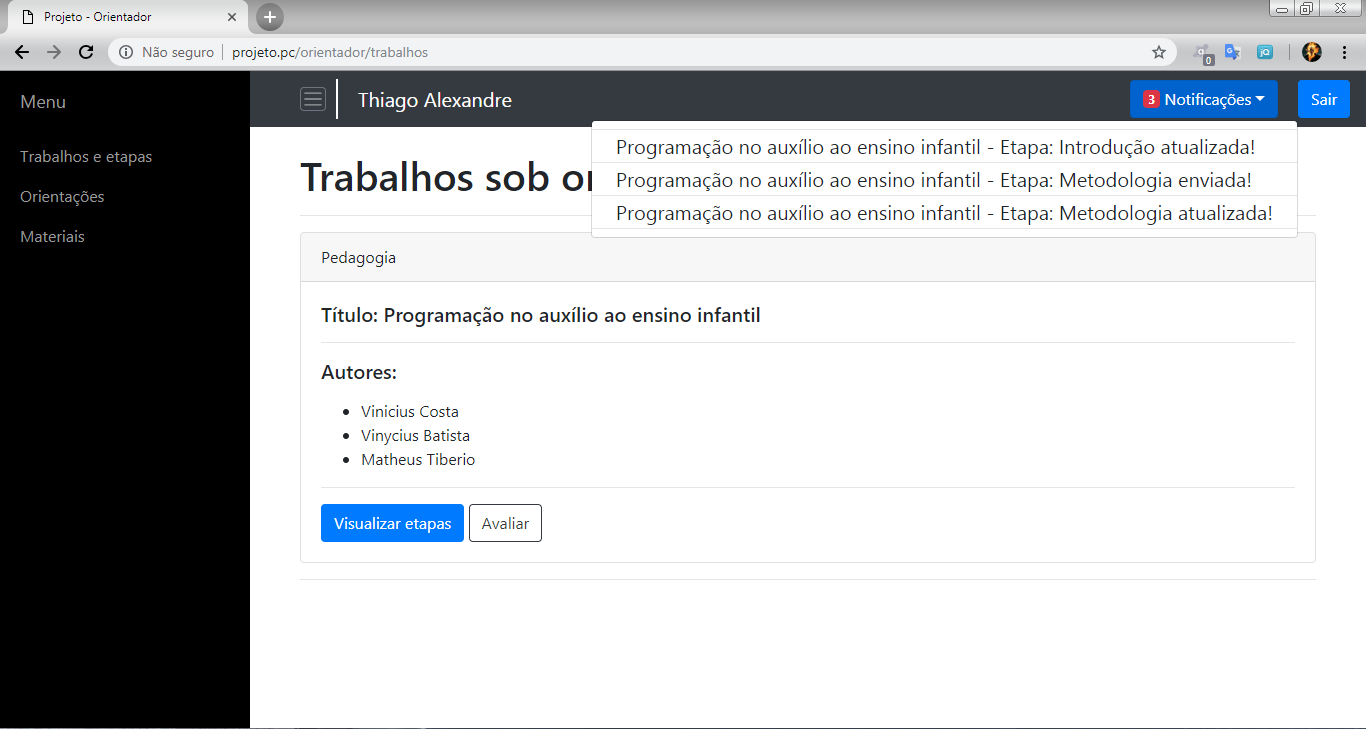 Projeto - Orientador
Não seguro
projeto.pc/orientador/trabalhos
0
jQ
Menu
Trabalhos e etapas
Orientações
Materiais
Thiago Alexandre
3 Notificações
Sair
Programação no auxílio ao ensino infantil - Etapa: Introdução atualizada!
Programação no auxílio ao ensino infantil - Etapa: Metodologia enviada!
Programação no auxílio ao ensino infantil - Etapa: Metodologia atualizada!
Trabalhos sob
Pedagogia
Título: Programação no auxílio ao ensino infantil
Autores:
Vinicius Costa
Vinycius Batista
Matheus Tiberio
Visualizar etapas
Avaliar